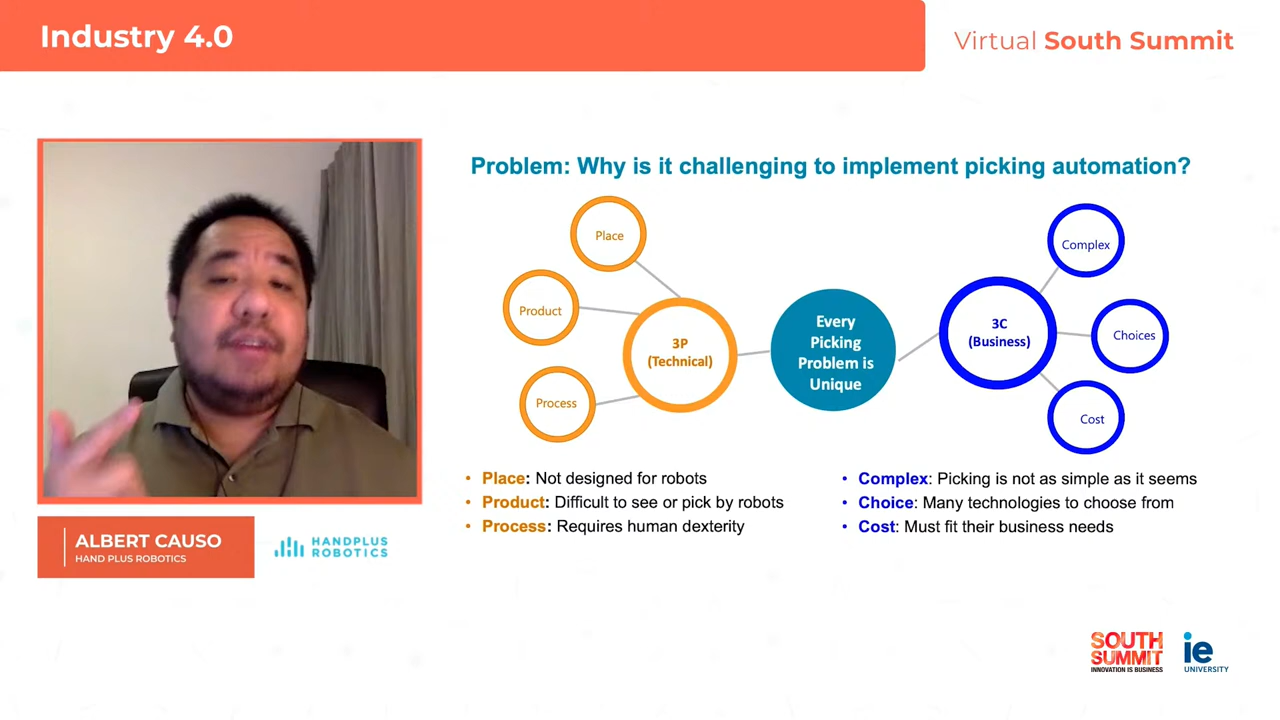 Industry 4.0
Virtual South Summit
Problem: Why is it challenging to implement picking automation?
Place
Product
Process
3P
(Technical)
Every
Picking
Problem is
Unique
3C
(Business)
Complex
Choices
Cost
• Place: Not designed for robots
• Product: Difficult to see or pick by robots
• Process: Requires human dexterity
• Complex: Picking is not as simple as it seems
• Choice: Many technologies to choose from
• Cost: Must fit their business needs
ALBERT CAUSO
HAND PLUS ROBOTICS
HANDPLUS
ROBOTICS
SOUTH
SUMMIT
INNOVATION IS BUSINESS
ie
UNIVERSITY